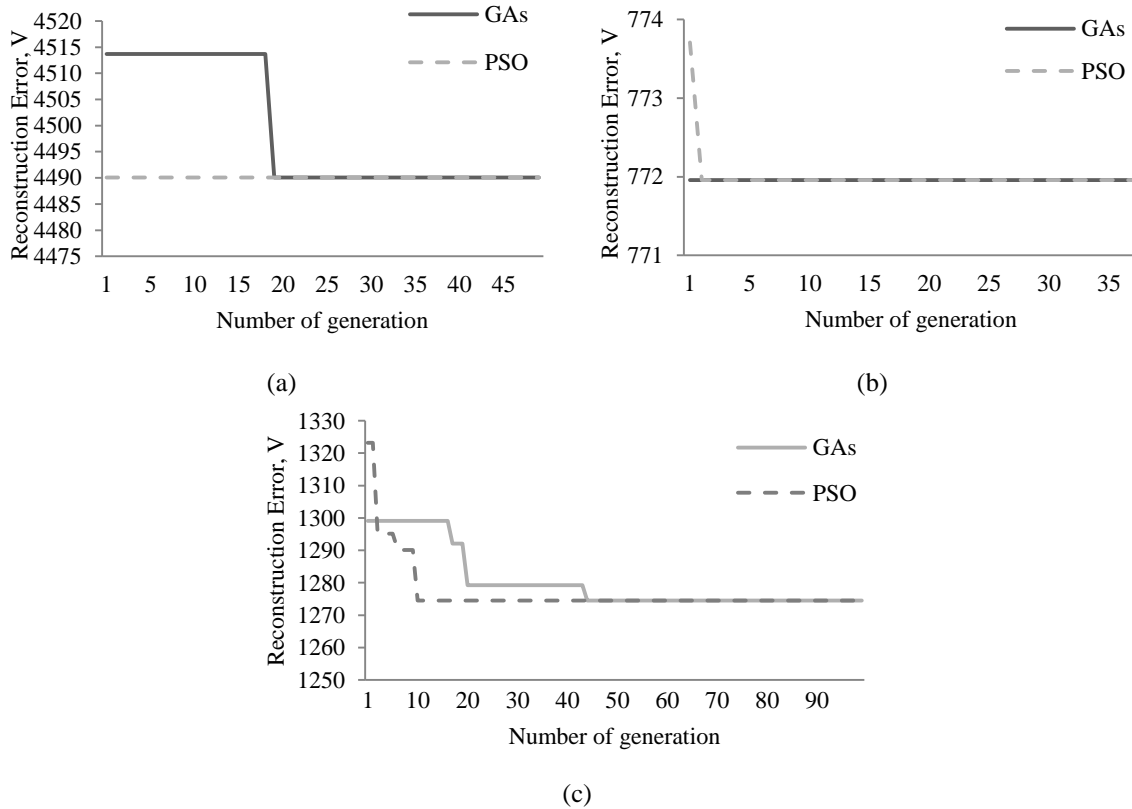 Reconstruction Error, V
4520
4515
4510
4505
4500
4495
4490
4485
4480
4475
1 5 10 15 20 25 30 35 40 45
Number of generation
GAs
PSO
(a)
Reconstruction Error, V
774
773
772
771
1 5 10 15 20 25 30 35
Number of generation
GAs
PSO
(b)
Reconstruction Error, V
1330
1320
1310
1300
1290
1280
1270
1260
1250
1 10 20 30 40 50 60 70 80 90
Number of generation
GAs
PSO
(c)